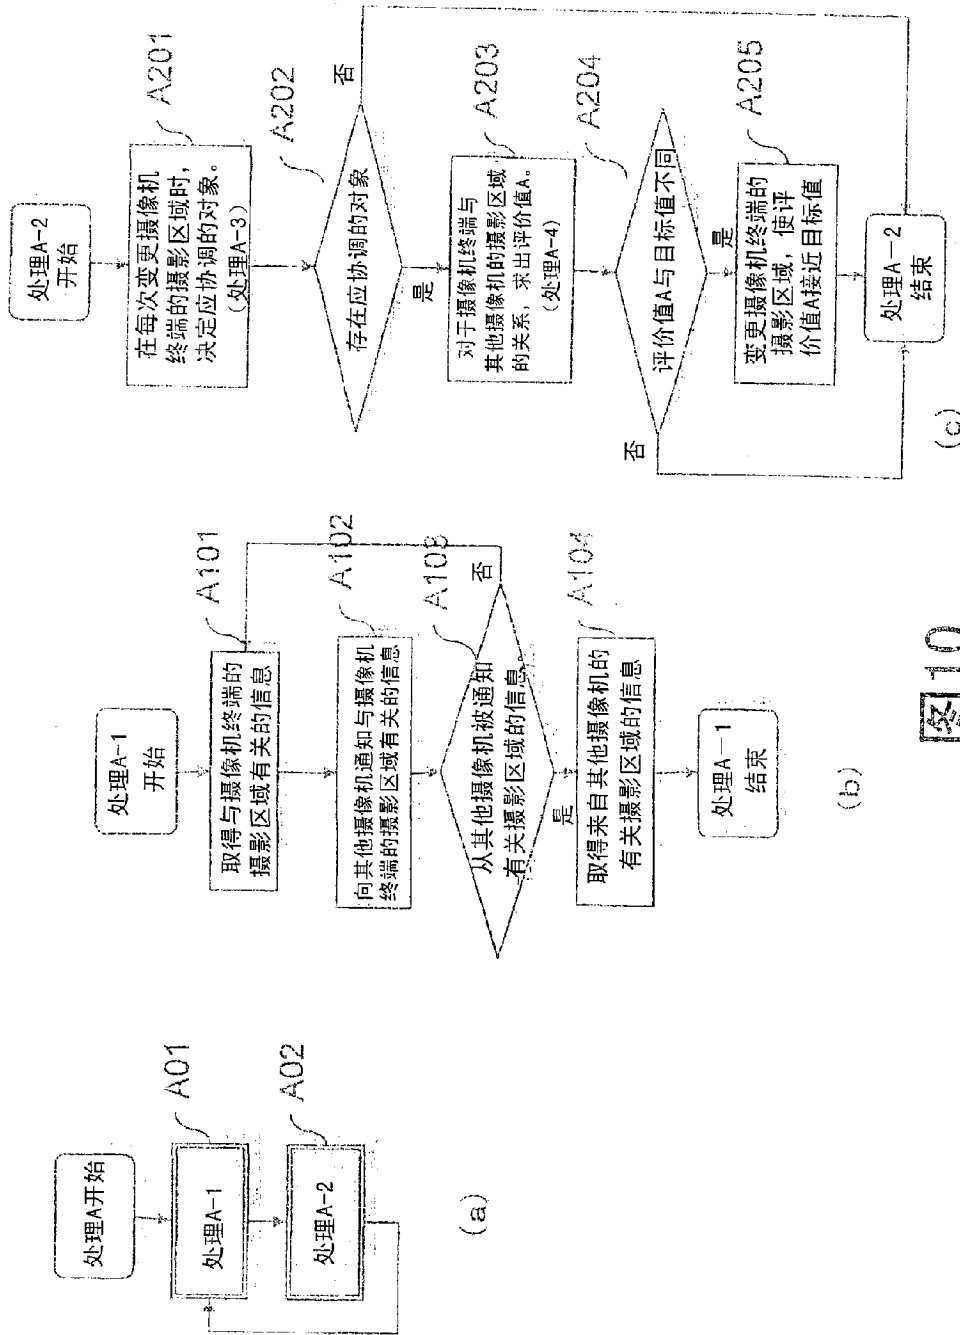 处理A开始
A01
处理A-1
A02
处理A-2
(a)
处理A-1
开始
A101
取得与摄像机终端的
摄影区域有关的信息
A102
向其他摄像机通知与摄像机
终端的摄影区域有关的信息
A103
从其他摄像机被通知
有关摄影区域的信息。
否
是
A104
取得来自其他摄像机的
有关摄影区域的信息
处理A-1
结束
(b)
处理A-2
开始
A201
在每次变更摄像机
终端的摄影区域时,
决定应协调的对象。
(处理A-3)
A202
存在应协调的对象
否
是
A203
对于摄像机终端与
其他摄像机的摄影区域
的关系, 求出评价值A。
(处理A-4)
A204
评价值A与目标值不同
否
是
A205
变更摄像机终端的
摄影区域, 使评
价值A接近目标值
处理A-2
结束
(c)
图10